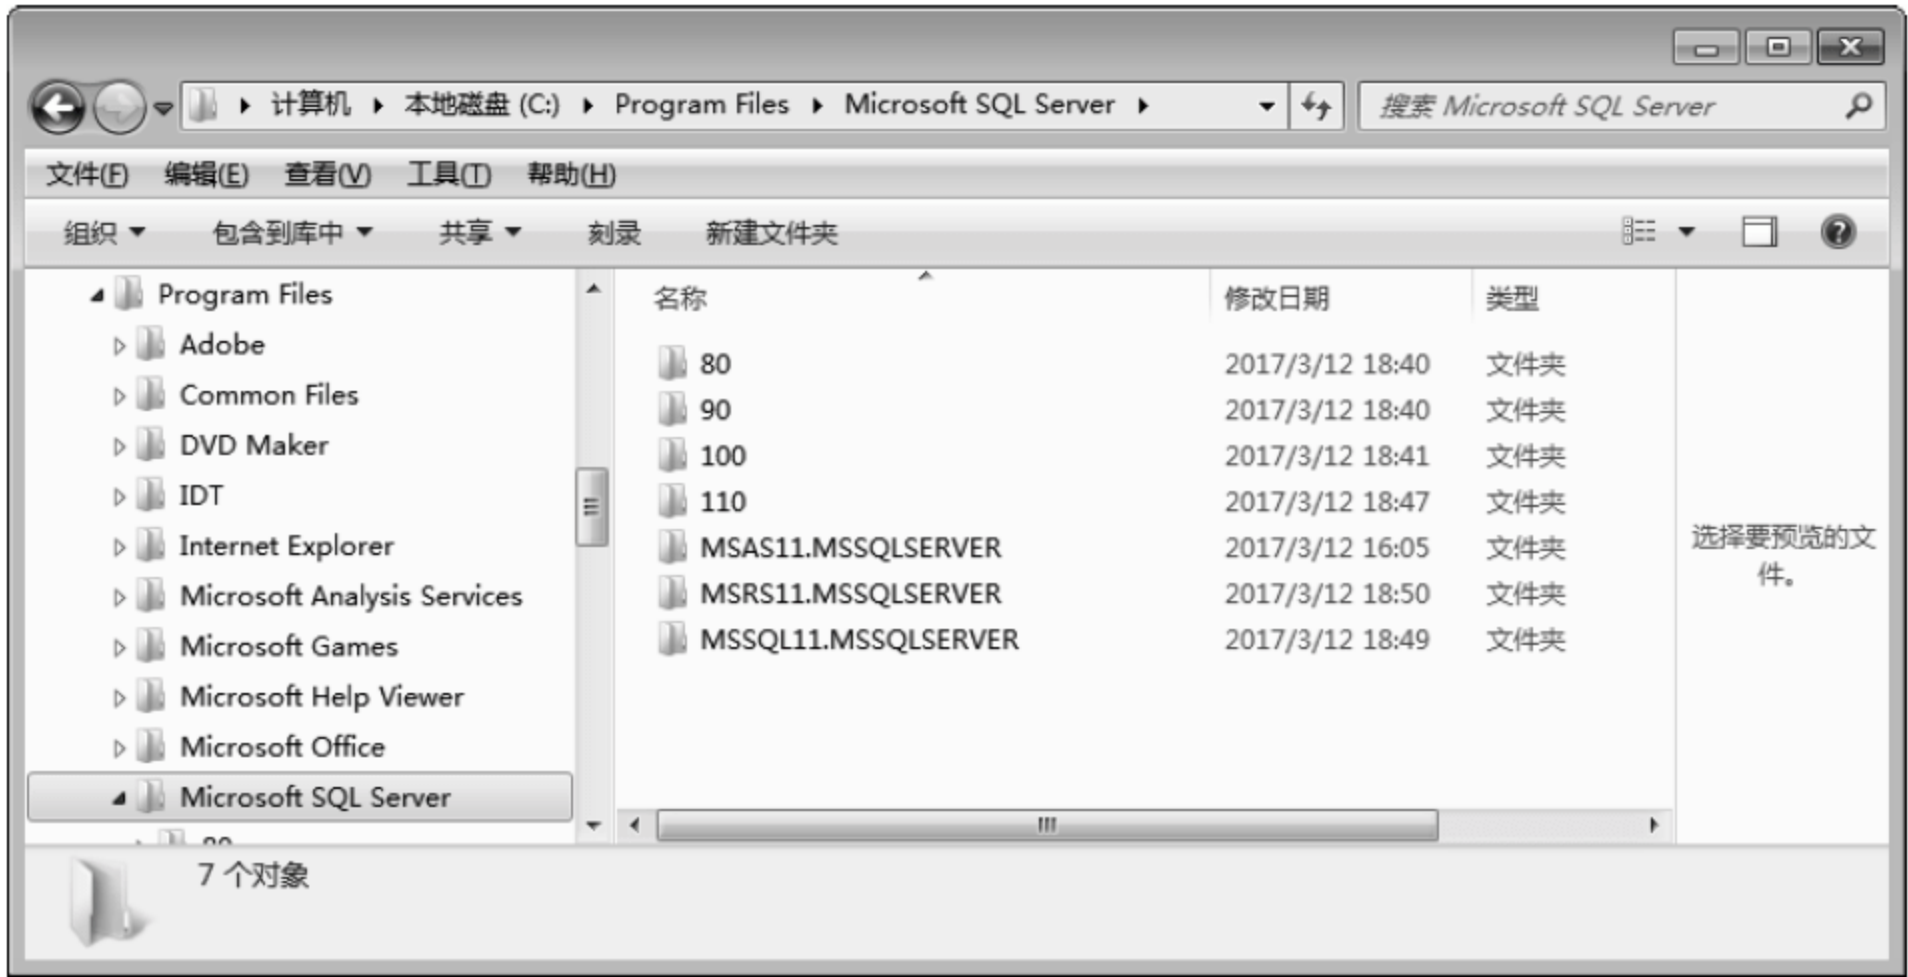 计算机 本地磁盘 (C:) Program Files Microsoft SQL Server 搜索 Microsoft SQL Server
文件(F) 编辑(E) 查看(V) 工具(T) 帮助(H)
组织 包含到库中 共享 刻录 新建文件夹
Program Files
Adobe
Common Files
DVD Maker
IDT
Internet Explorer
Microsoft Analysis Services
Microsoft Games
Microsoft Help Viewer
Microsoft Office
Microsoft SQL Server
名称 修改日期 类型
80 2017/3/12 18:40 文件夹
90 2017/3/12 18:40 文件夹
100 2017/3/12 18:41 文件夹
110 2017/3/12 18:47 文件夹
MSAS11.MSSQLSERVER 2017/3/12 16:05 文件夹
MSRS11.MSSQLSERVER 2017/3/12 18:50 文件夹
MSSQL11.MSSQLSERVER 2017/3/12 18:49 文件夹
选择要预览的文
件。
7 个对象